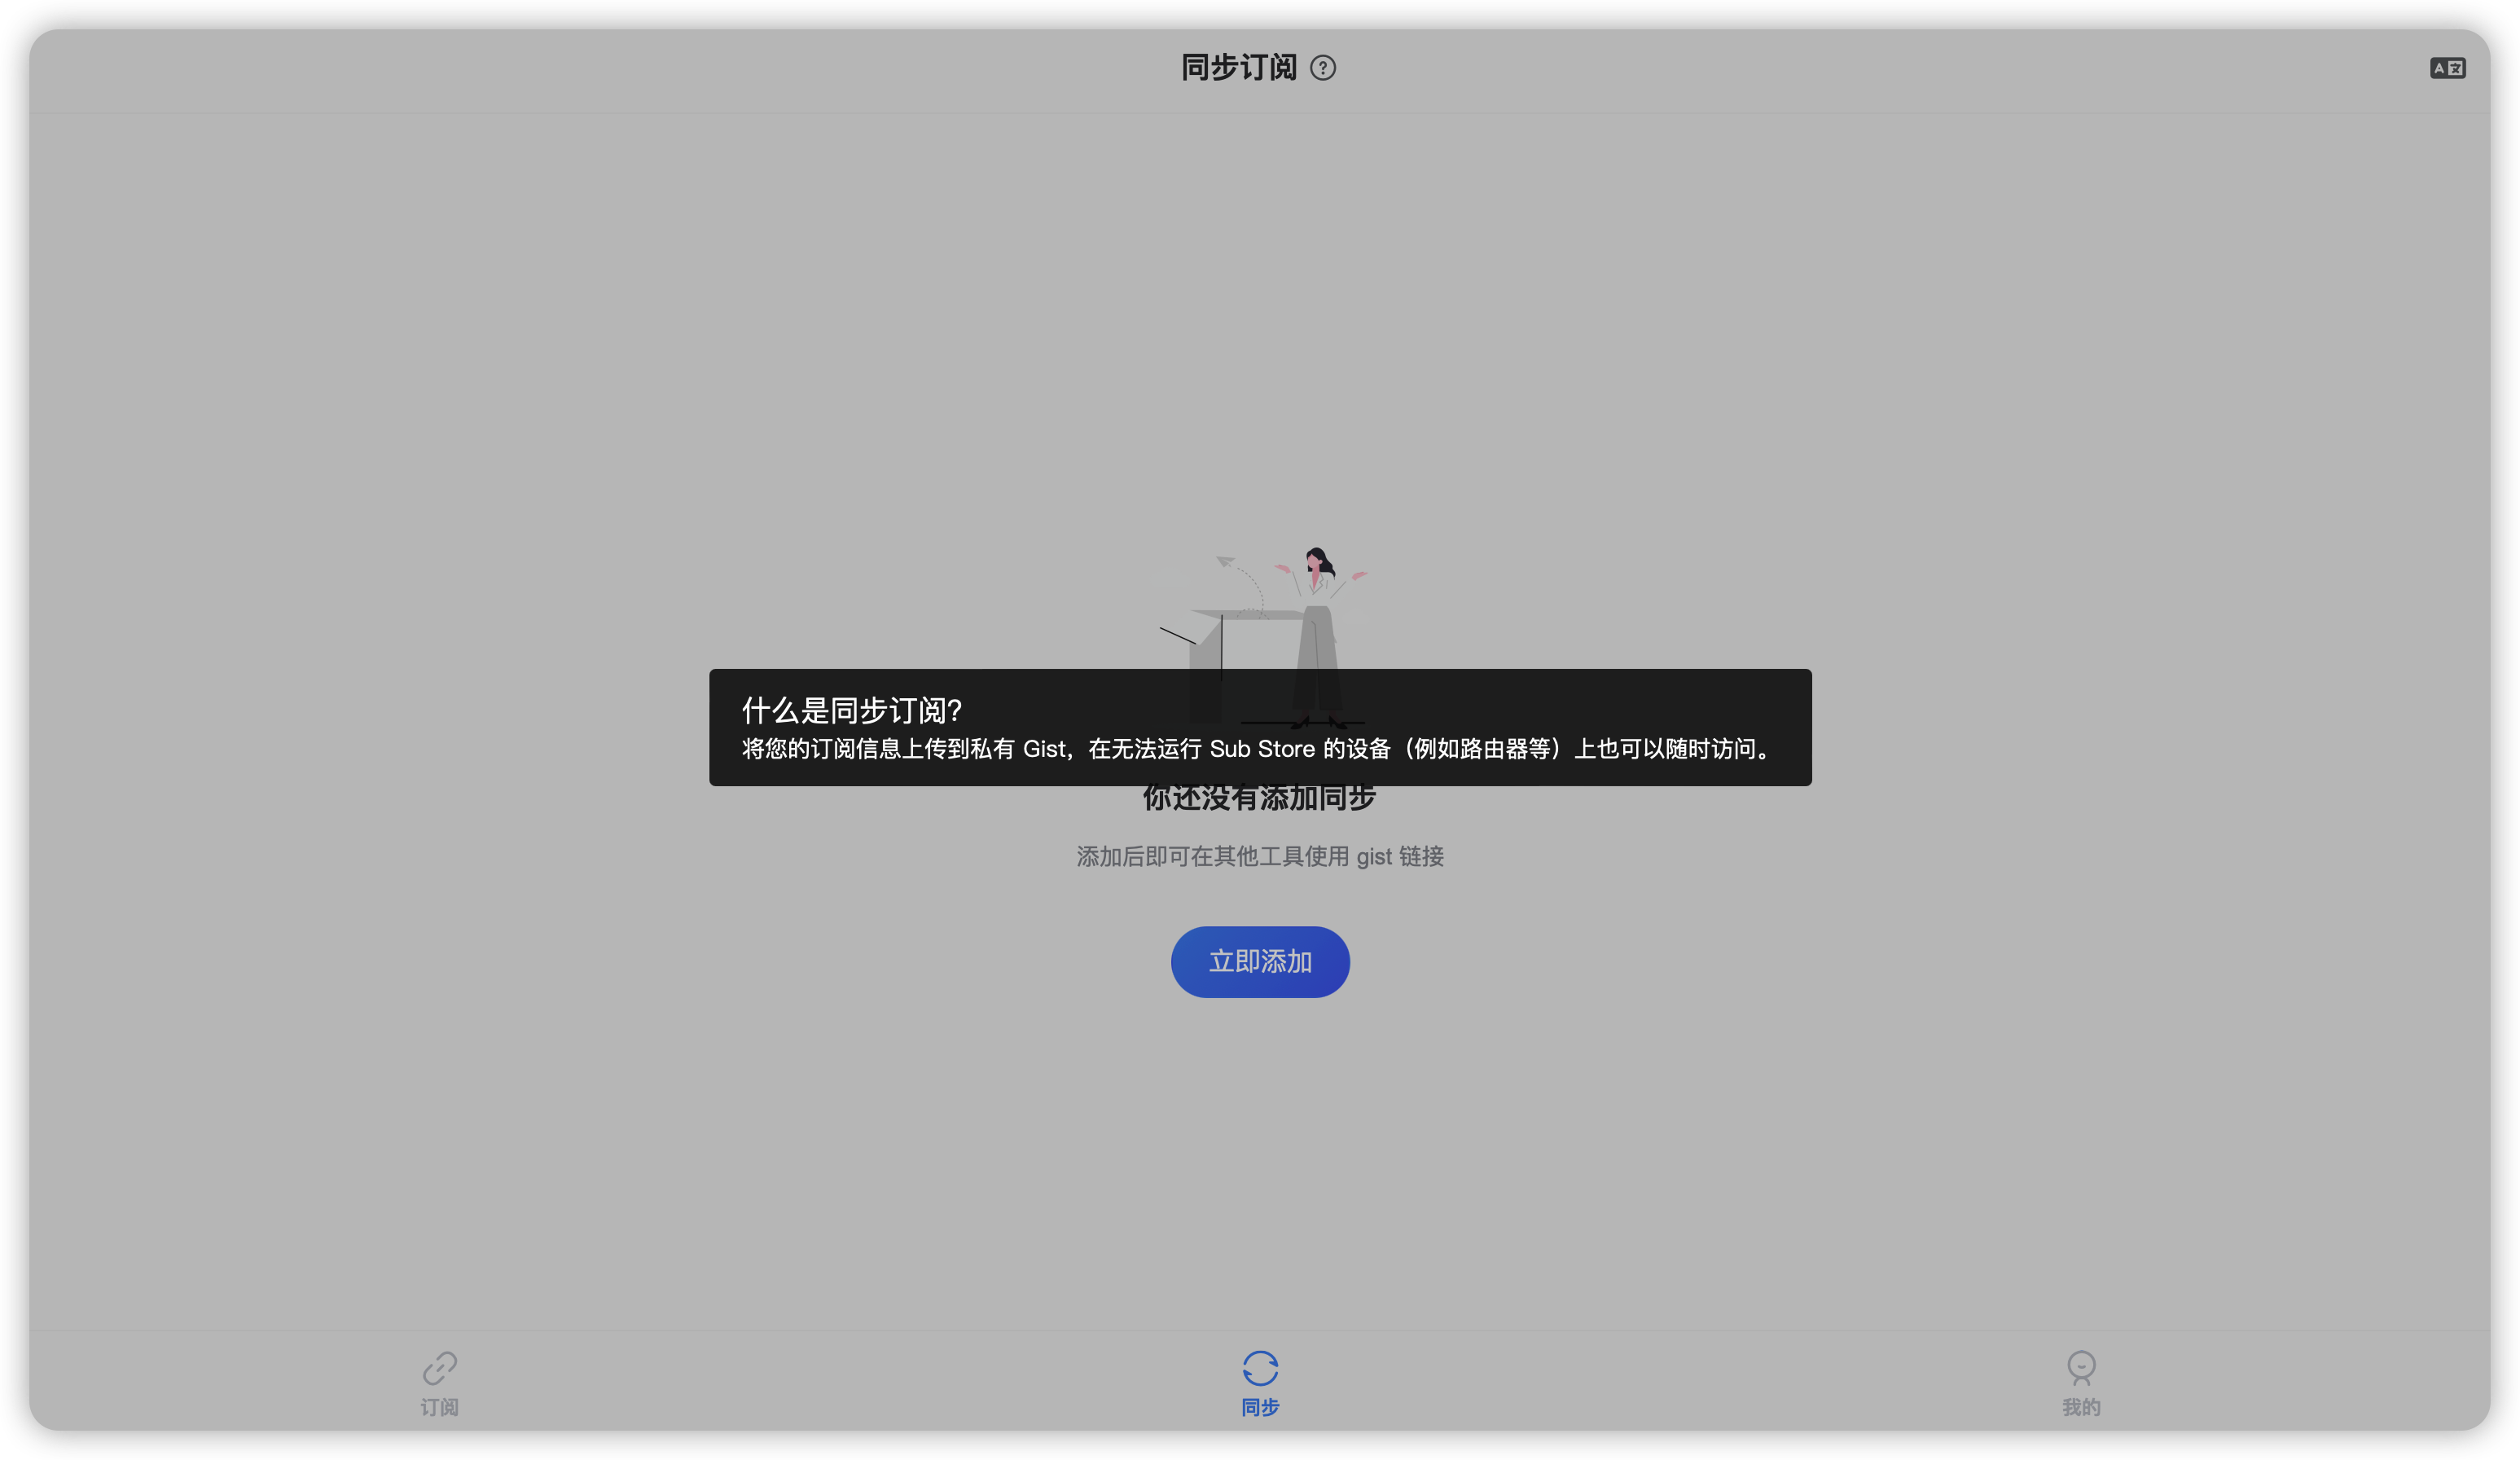 同步订阅
什么是同步订阅？
将您的订阅信息上传到私有 Gist，在无法运行 Sub Store 的设备（例如路由器等）上也可以随时访问。
你还没有添加同步
添加后即可在其他工具使用 gist 链接
立即添加
订阅
同步
我的